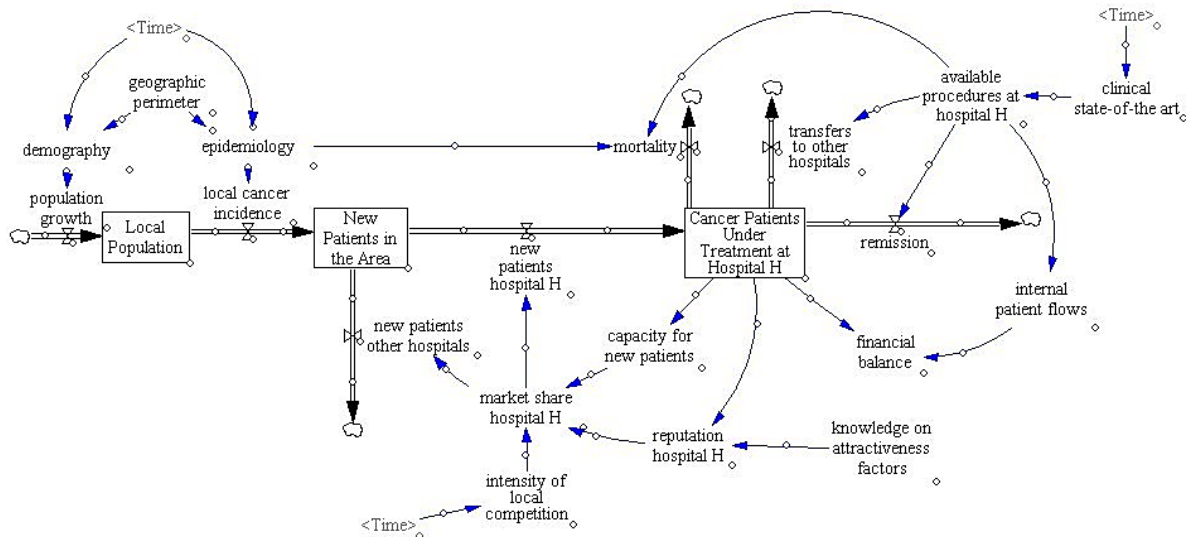 <Time>
<Time>
geographic
perimeter
available
procedures at
hospital H
clinical
state-of-the art
demography
epidemiology
mortality
transfers
to other
hospitals
population
growth
local cancer
incidence
Local
Population
New
Patients in
the Area
new
patients
hospital H
Cancer Patients
Under
Treatment at
Hospital H
remission
internal
patient flows
new patients
other hospitals
capacity for
new patients
financial
balance
market share
hospital H
reputation
hospital H
knowledge on
attractiveness
factors
intensity of
local
competition
<Time>